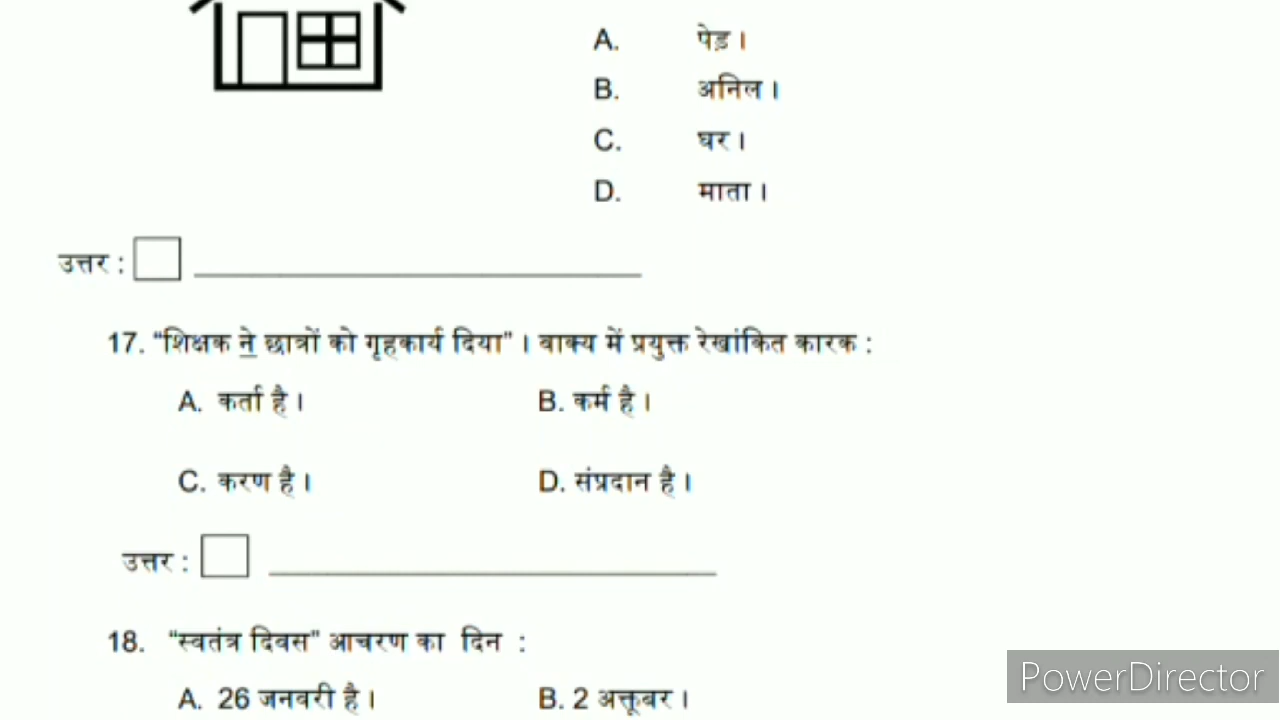 A. पेड़ ।
B. अनिल ।
C. घर ।
D. माता ।
उत्तर :
17. “शिक्षक ने छात्रों को गृहकार्य दिया” । वाक्य में प्रयुक्त रेखांकित कारक :
A. कर्ता है । B. कर्म है ।
C. करण है । D. संप्रदान है ।
उत्तर :
18. “स्वतंत्र दिवस” आचरण का दिन :
A. 26 जनवरी है । B. 2 अक्तूबर ।
PowerDirector